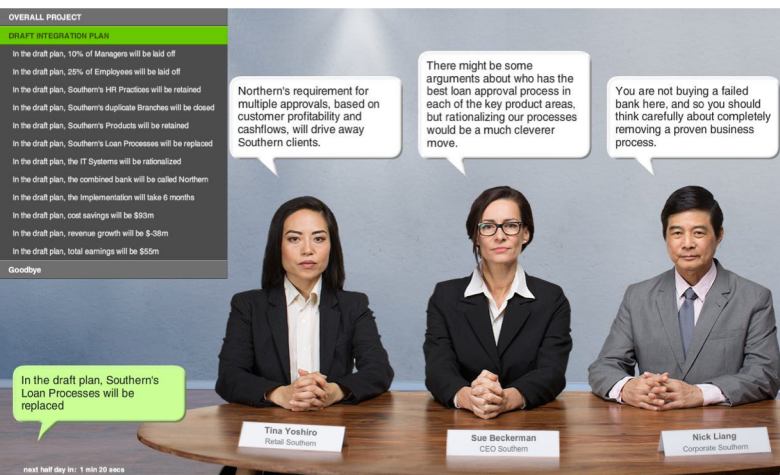 OVERALL PROJECT
DRAFT INTEGRATION PLAN
In the draft plan, 10% of Managers will be laid off
In the draft plan, 25% of Employees will be laid off
In the draft plan, Southern's HR Practices will be retained
In the draft plan, Southern's duplicate Branches will be closed
In the draft plan, Southern's Products will be retained
In the draft plan, Southern's Loan Processes will be replaced
In the draft plan, the IT Systems will be rationalized
In the draft plan, the combined bank will be called Northern
In the draft plan, the Implementation will take 6 months
In the draft plan, cost savings will be $93m
In the draft plan, revenue growth will be $-38m
In the draft plan, total earnings will be $55m
Goodbye
Northern's requirement for
multiple approvals, based on
customer profitability and
cashflows, will drive away
Southern clients.
There might be some
arguments about who has the
best loan approval process in
each of the key product areas,
but rationalizing our processes
would be a much cleverer
move.
You are not buying a failed
bank here, and so you should
think carefully about completely
removing a proven business
process.
In the draft plan, Southern's
Loan Processes will be
replaced
Tina Yoshiro
Retail Southern
Sue Beckerman
CEO Southern
Nick Liang
Corporate Southern
next half day in: 1 min 20 secs